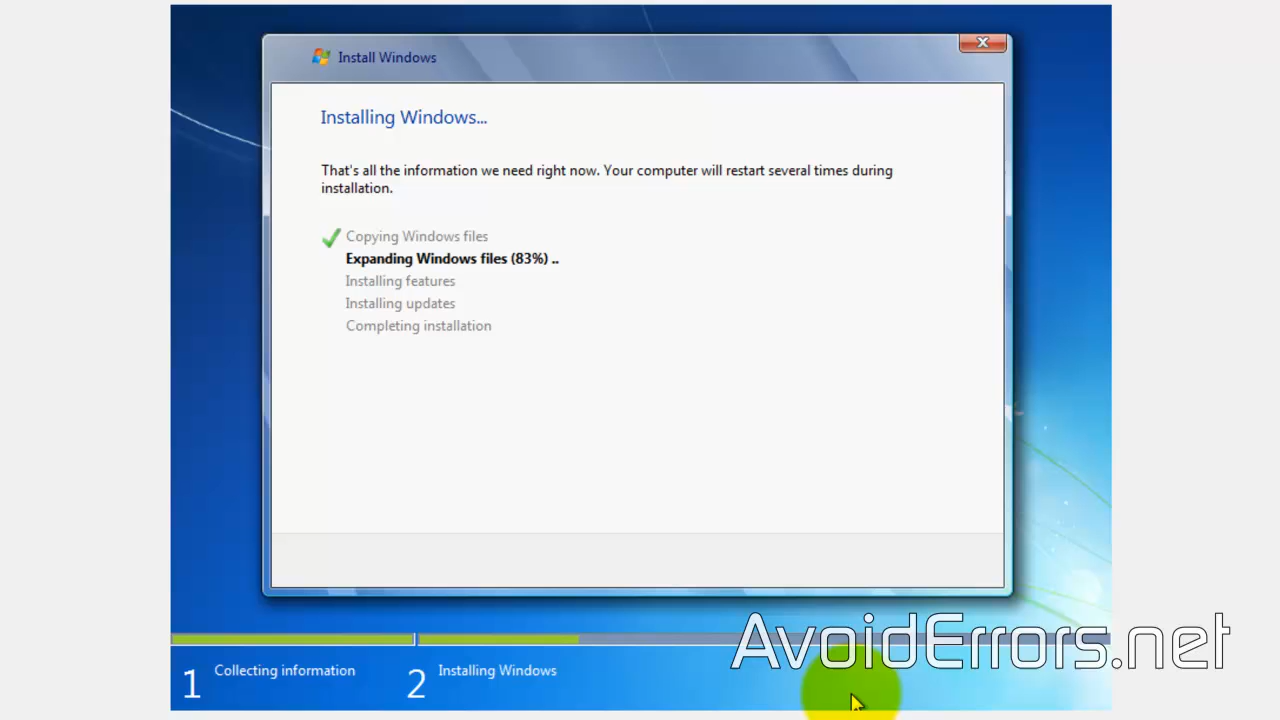 Install Windows
Installing Windows...
That's all the information we need right now. Your computer will restart several times during
installation.
Copying Windows files
Expanding Windows files (83%) ..
Installing features
Installing updates
Completing installation
AvoidErrors.net
1 Collecting information
2 Installing Windows